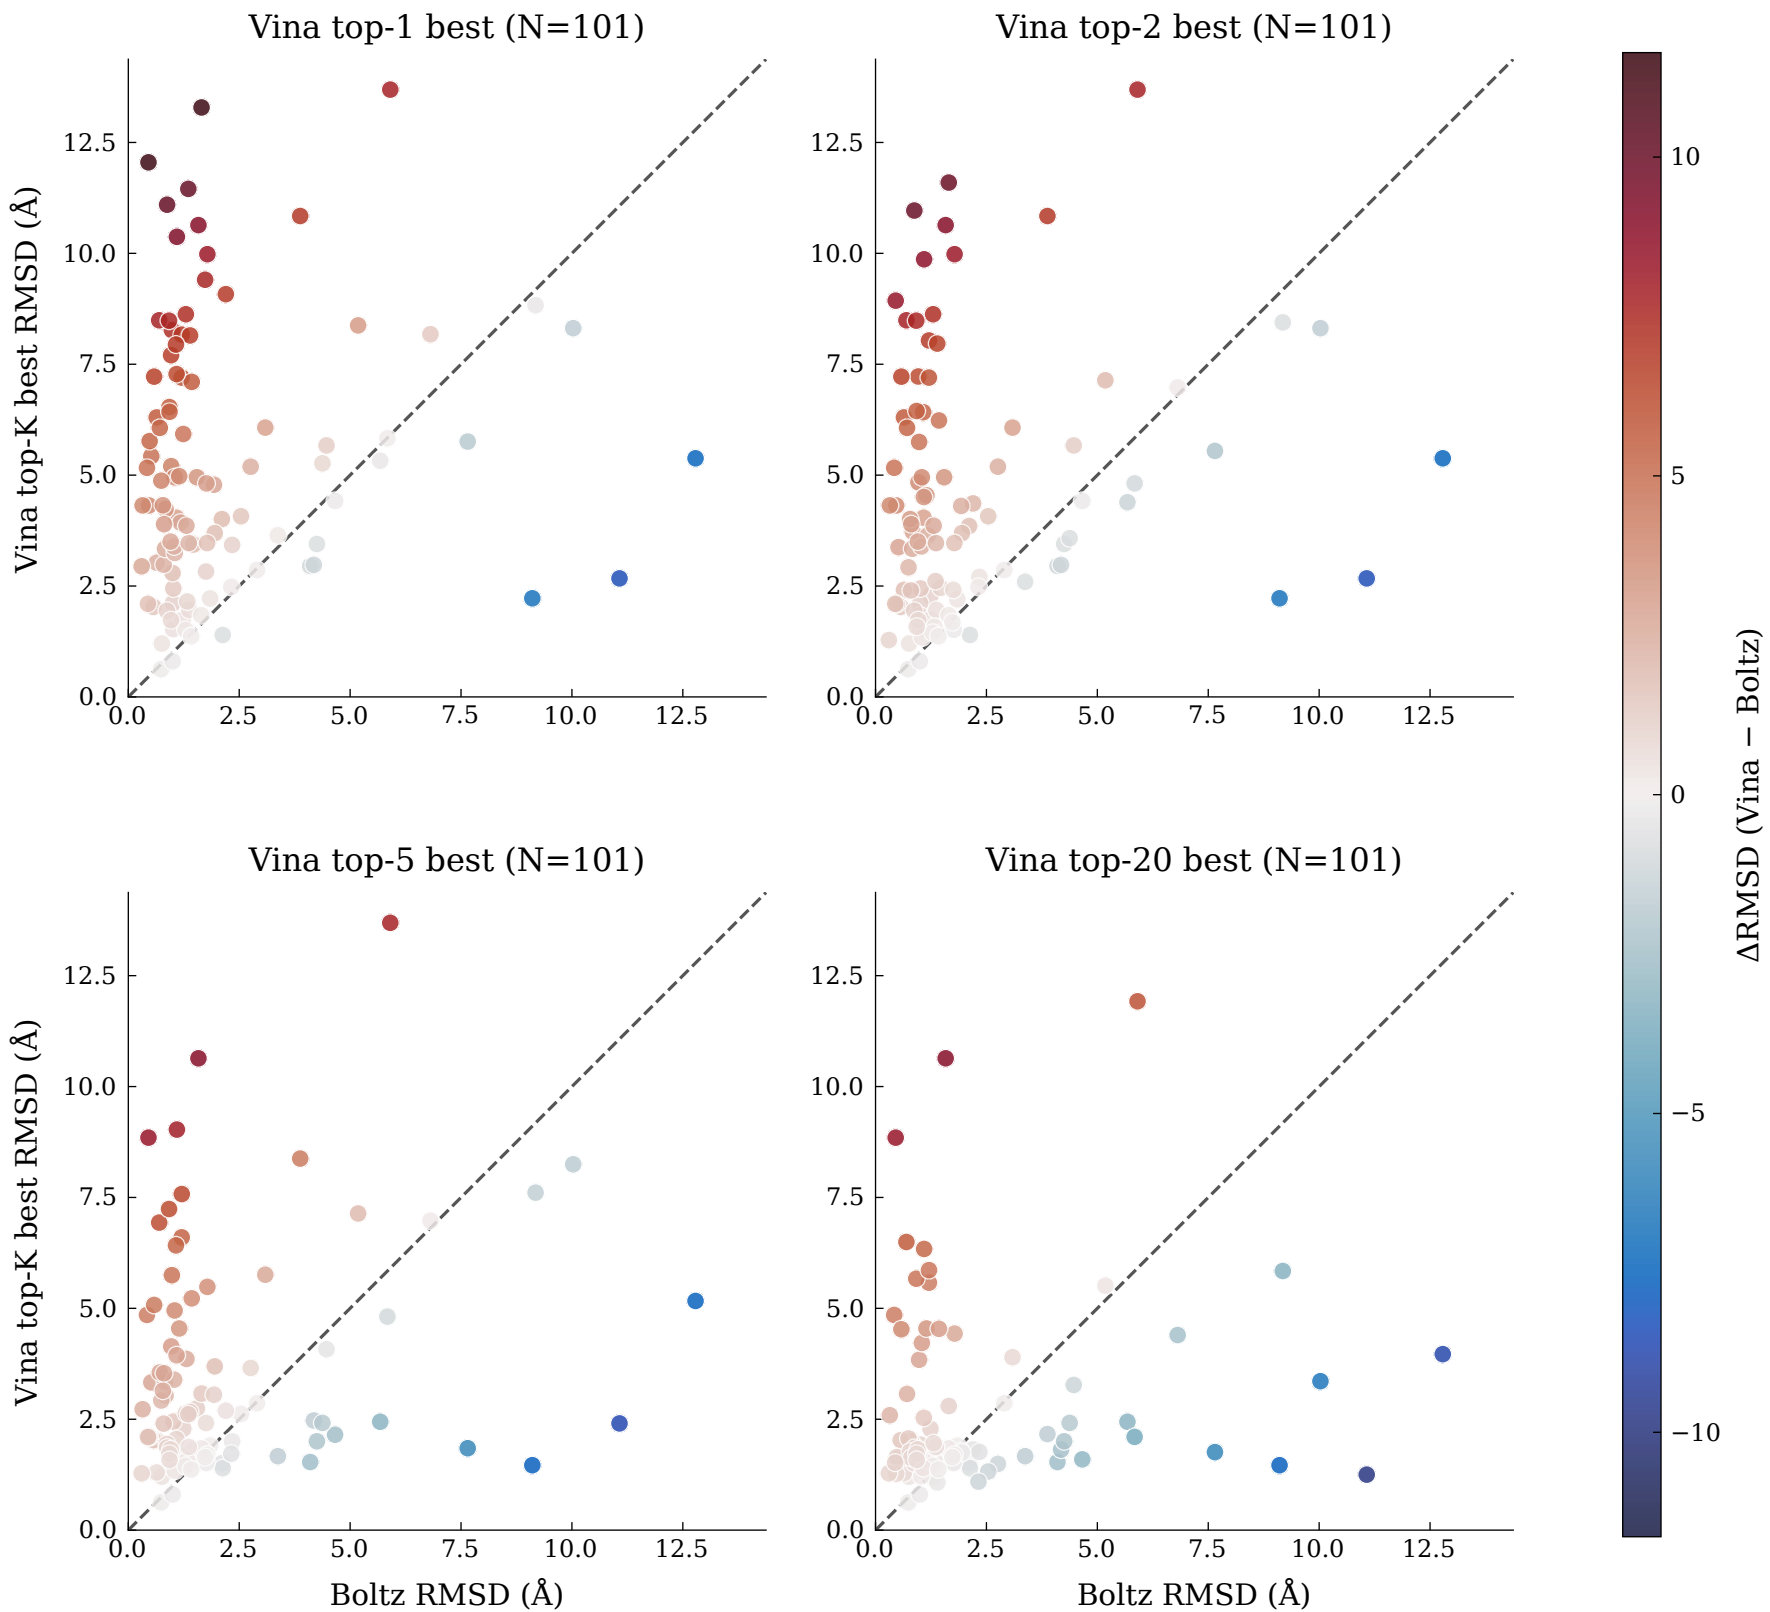 Vina top-1 best (N=101)
Vina top-K best RMSD (Å)
12.5
10.0
7.5
5.0
2.5
0.0
0.0 2.5 5.0 7.5 10.0 12.5
Vina top-2 best (N=101)
12.5
10.0
7.5
5.0
2.5
0.0
0.0 2.5 5.0 7.5 10.0 12.5
Vina top-5 best (N=101)
Vina top-K best RMSD (Å)
12.5
10.0
7.5
5.0
2.5
0.0
0.0 2.5 5.0 7.5 10.0 12.5
Boltz RMSD (Å)
Vina top-20 best (N=101)
12.5
10.0
7.5
5.0
2.5
0.0
0.0 2.5 5.0 7.5 10.0 12.5
Boltz RMSD (Å)
10
5
0
−5
−10
ΔRMSD (Vina − Boltz)